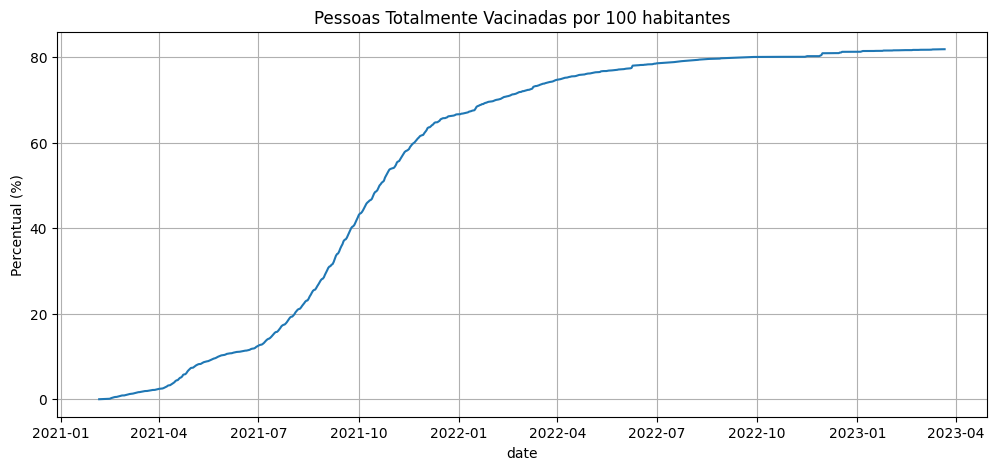 Pessoas Totalmente Vacinadas por 100 habitantes
Percentual (%)
80
60
40
20
0
2021-01 2021-04 2021-07 2021-10 2022-01 2022-04 2022-07 2022-10 2023-01 2023-04
date